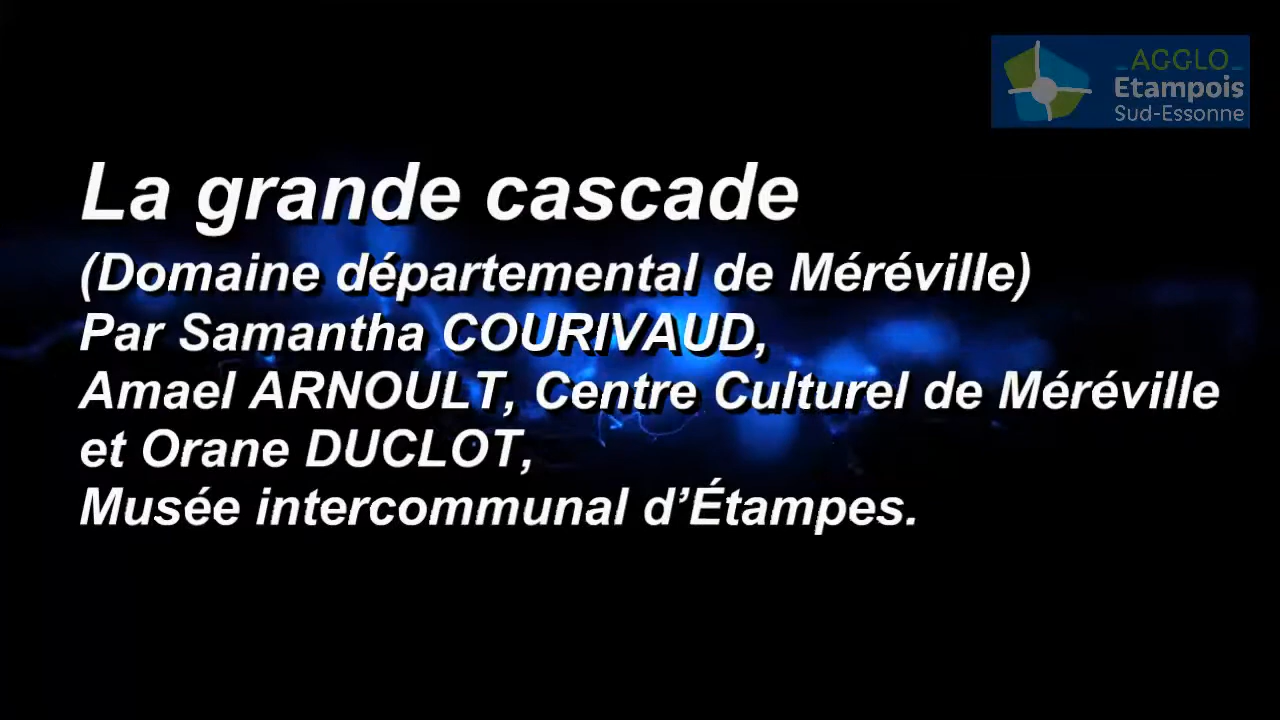 AGGLO
Etampois
Sud-Essonne
La grande cascade
(Domaine départemental de Méréville)
Par Samantha COURIVAUD,
Amael ARNOULT, Centre Culturel de Méréville
et Orane DUCLOT,
Musée intercommunal d’Étampes.